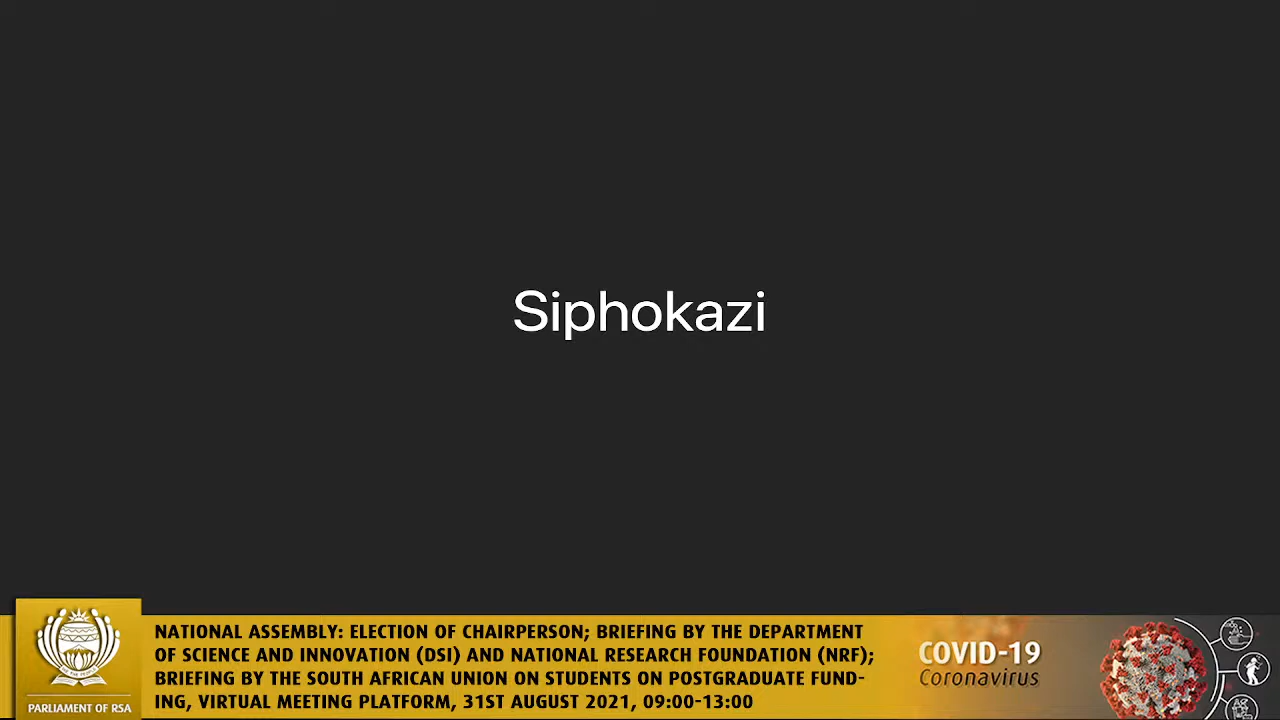 Siphokazi
NATIONAL ASSEMBLY: ELECTION OF CHAIRPERSON; BRIEFING BY THE DEPARTMENT
OF SCIENCE AND INNOVATION (DSI) AND NATIONAL RESEARCH FOUNDATION (NRF);
BRIEFING BY THE SOUTH AFRICAN UNION ON STUDENTS ON POSTGRADUATE FUND-
ING, VIRTUAL MEETING PLATFORM, 31ST AUGUST 2021, 09:00-13:00
PARLIAMENT OF RSA
COVID-19
Coronavirus